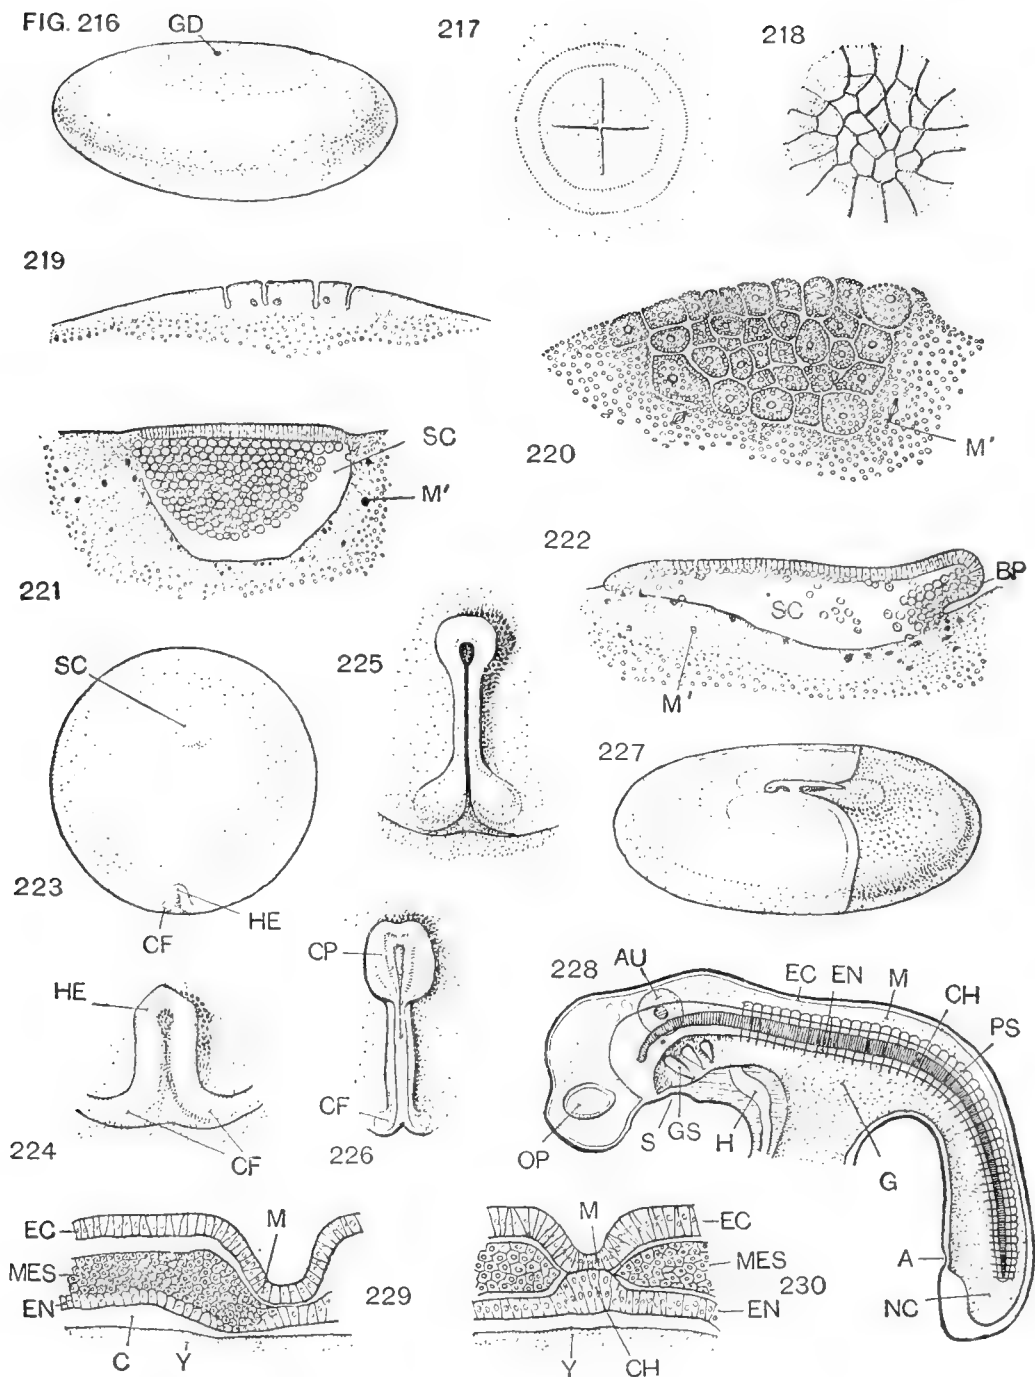 FIG. 216
GD
217
218
219
220
M'
SC
M'
221
222
BP
SC
M'
SC
223
CF
HE
225
227
HE
224
CF
CP
CF
226
228
AU
EC
EN
M
CH
PS
OP
S
GS
H
G
A
NC
EC
M
MES
EN
229
C
Y
M
EC
MES
230
EN
Y
CH